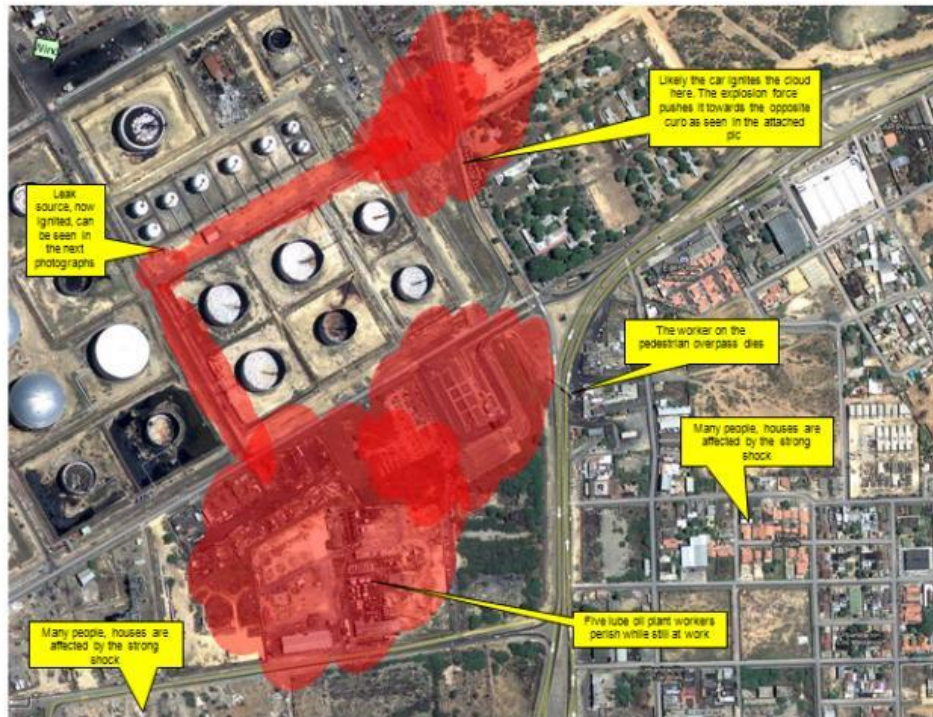 Likely the car ignites the cloud
here. The explosion force
pushes it towards the opposite
curb as seen in the attached
pic
Leak
source, now
ignited, can
be seen in
the next
photographs
The worker on the
pedestrian overpass dies
Many people, houses are
affected by the strong
shock
Five lube oil plant workers
perish while still at work
Many people, houses are
affected by the strong
shock